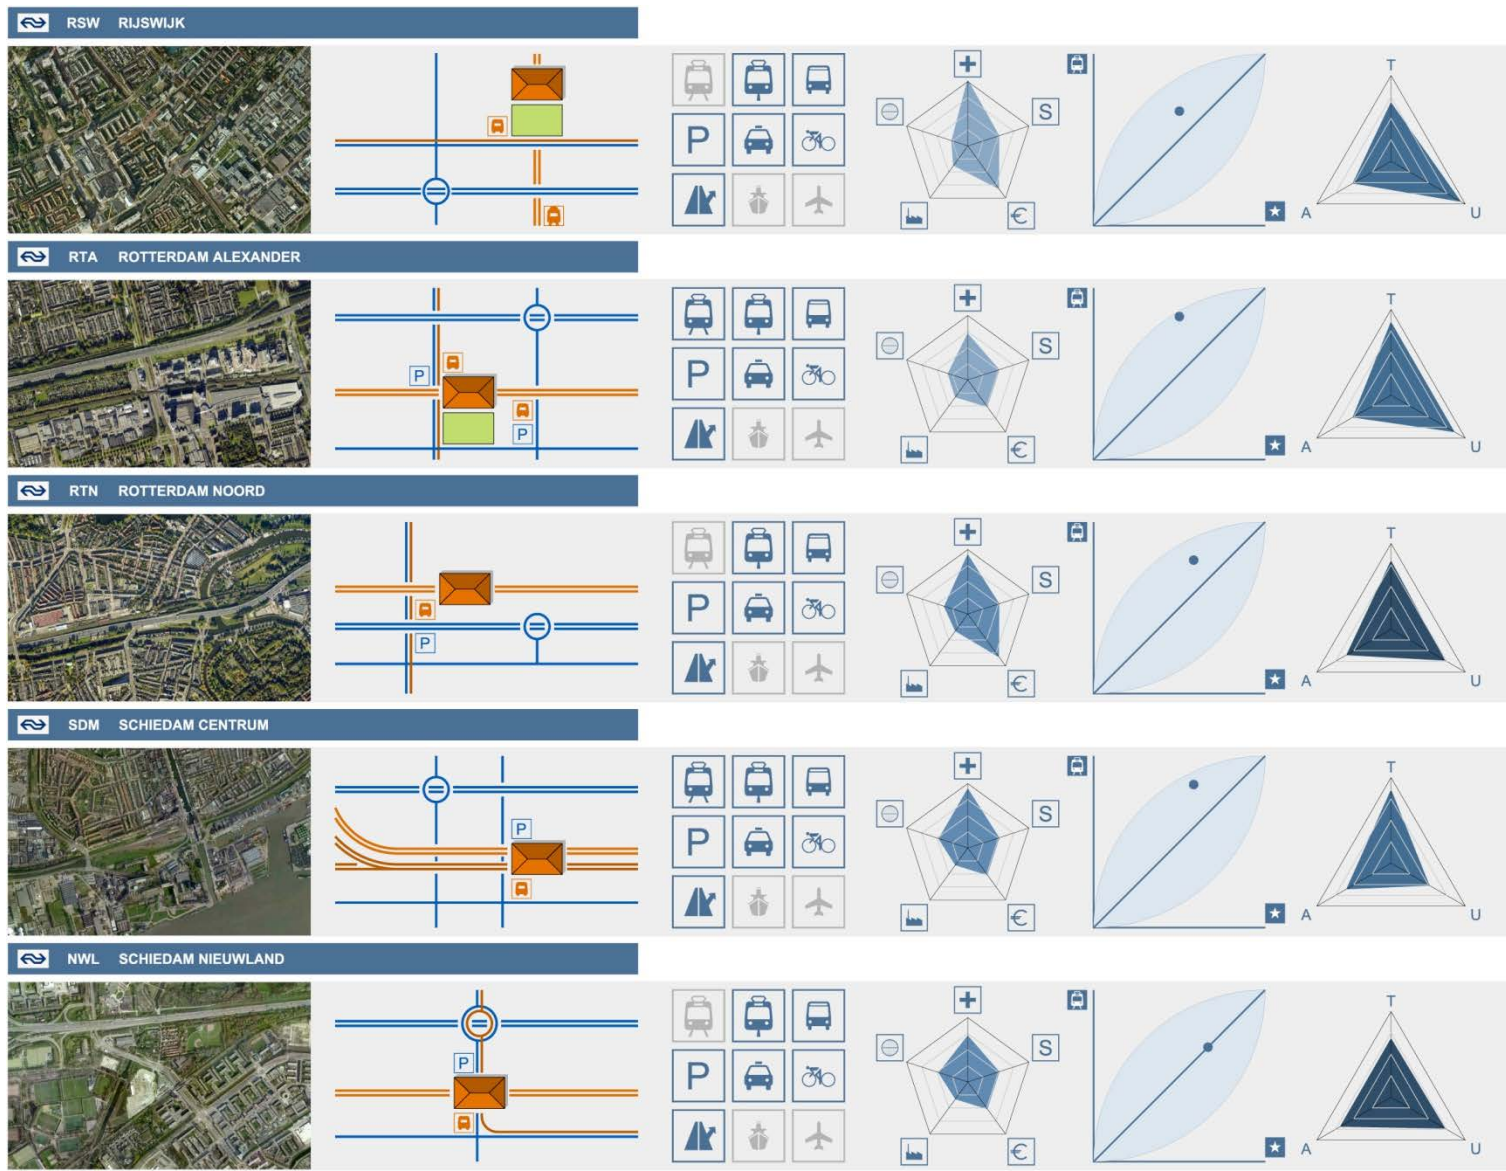 RSW RIJSWIJK
S
P
€
T
A
U
RTA ROTTERDAM ALEXANDER
P
P
P
S
€
T
A
U
RTN ROTTERDAM NOORD
P
P
S
€
T
A
U
SDM SCHIEDAM CENTRUM
P
P
S
€
T
A
U
NWL SCHIEDAM NIEUWLAND
P
P
S
€
T
A
U